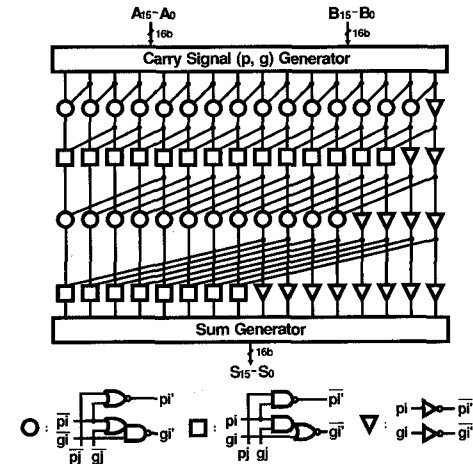 A15-A0 B15-B0
16b 16b
Carry Signal (p, g) Generator
Sum Generator
16b
S15-S0
pi' pi' pi pi'
pi pi
gi gi' gi gi' gi gi'
pj gj pj gj